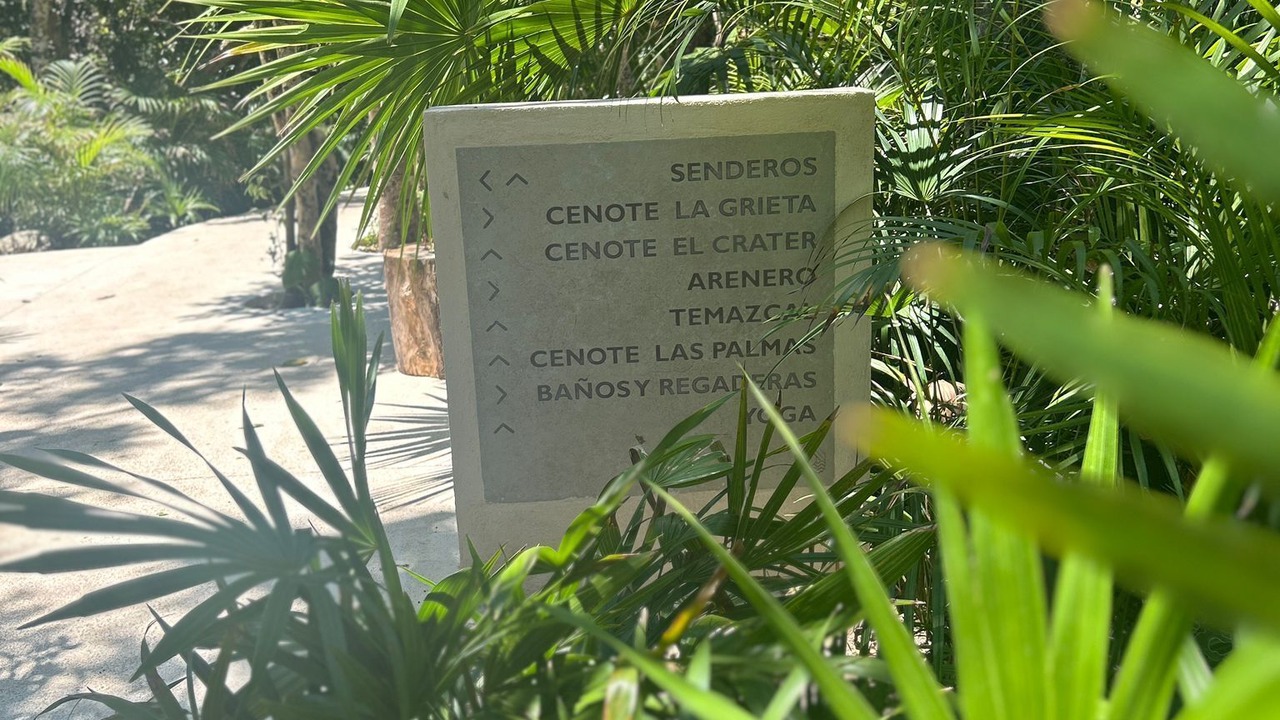 < ^ SENDEROS
> CENOTE LA GRIETA
^ CENOTE EL CRATER
> ARENERO
^ TEMAZCAL
^ CENOTE LAS PALMAS
> BAÑOS Y REGADERAS
^ YOGA